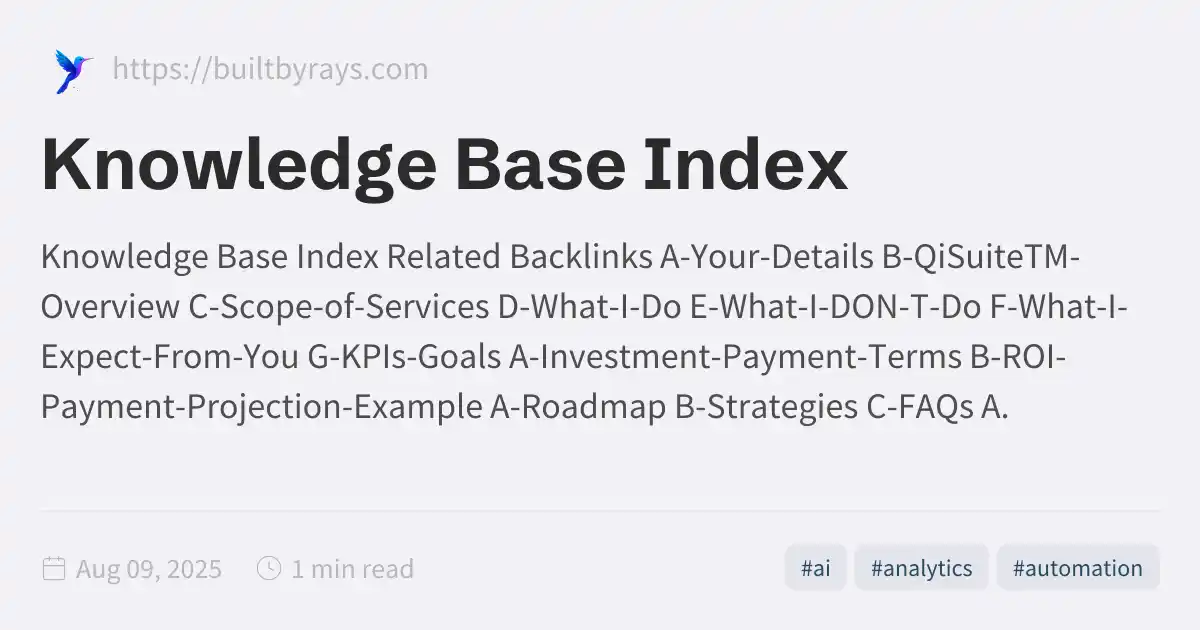 https://builtbyrays.com
Knowledge Base Index
Knowledge Base Index Related Backlinks A-Your-Details B-QiSuiteTM-
Overview C-Scope-of-Services D-What-I-Do E-What-I-DON-T-Do F-What-I-
Expect-From-You G-KPIs-Goals A-Investment-Payment-Terms B-ROI-
Payment-Projection-Example A-Roadmap B-Strategies C-FAQs A.
Aug 09, 2025 1 min read #ai #analytics #automation